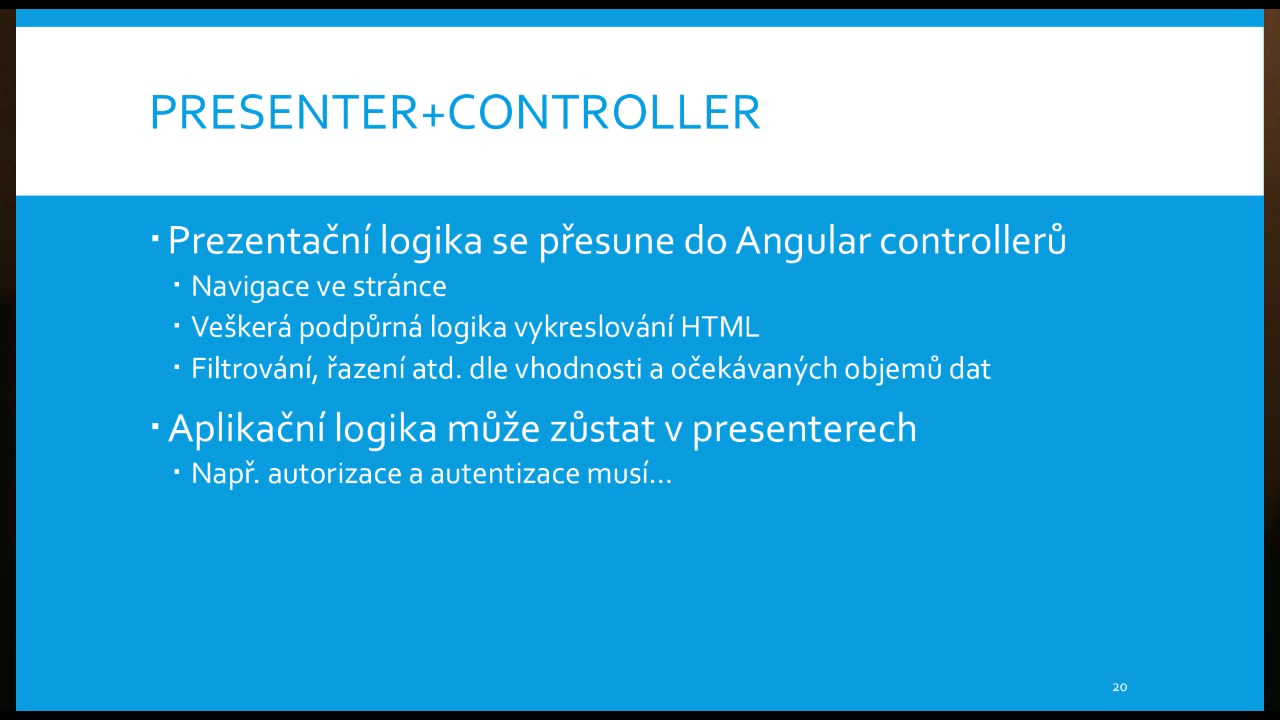 PRESENTER+CONTROLLER
▪ Prezentační logika se přesune do Angular controllerů
▪ Navigace ve stránce
▪ Veškerá podpůrná logika vykreslování HTML
▪ Filtrování, řazení atd. dle vhodnosti a očekávaných objemů dat
▪ Aplikační logika může zůstat v presenterech
▪ Např. autorizace a autentizace musí...
20